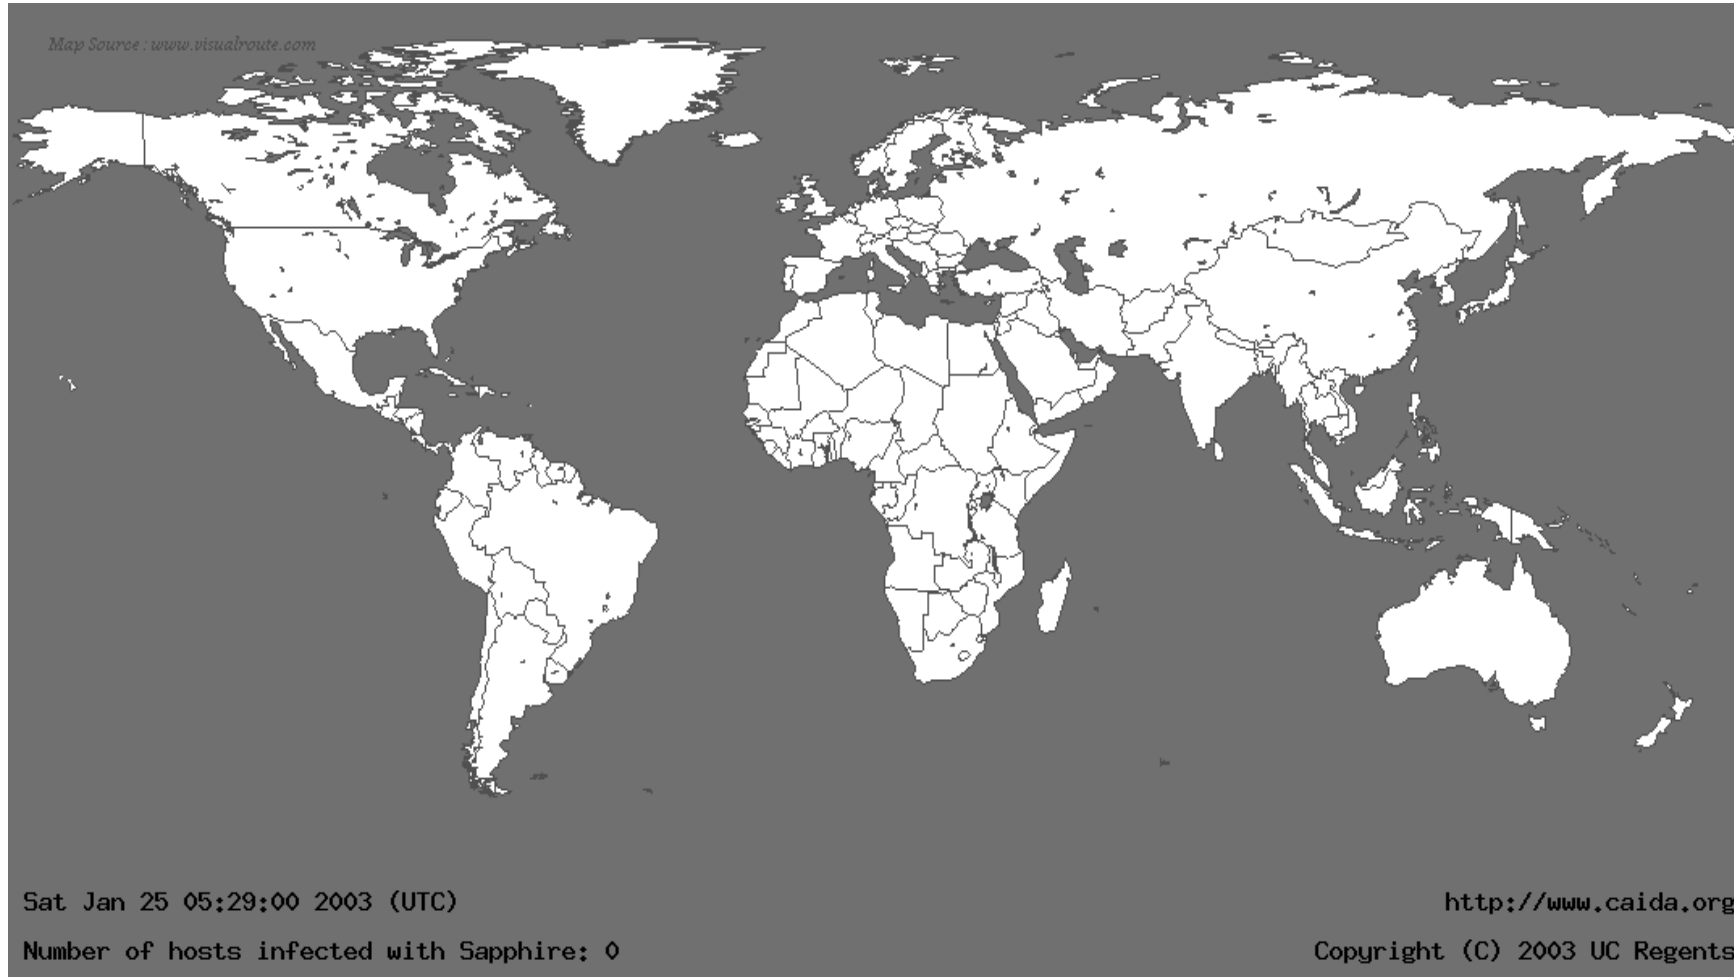 Map Source : www.visualroute.com
Sat Jan 25 05:29:00 2003 (UTC)
http://www.caida.org
Number of hosts infected with Sapphire: 0
Copyright (C) 2003 UC Regents